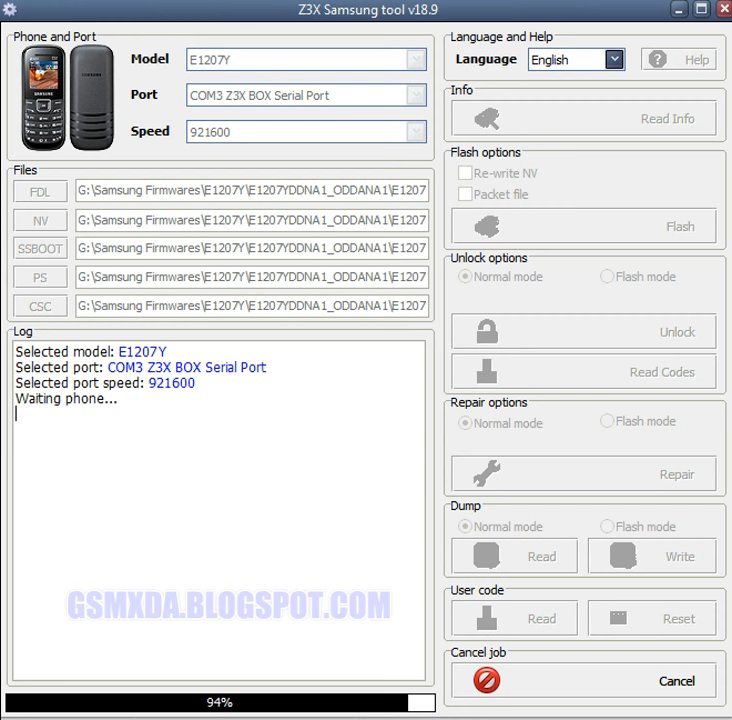 Z3X Samsung tool v18.9
Phone and Port
SAMSUNG
SAMSUNG
Model E1207Y
Port COM3 Z3X BOX Serial Port
Speed 921600
Files
FDL G:\Samsung Firmwares\E1207Y\E1207YDDNA1_ODDANA1\E1207
NV G:\Samsung Firmwares\E1207Y\E1207YDDNA1_ODDANA1\E1207
SSBOOT G:\Samsung Firmwares\E1207Y\E1207YDDNA1_ODDANA1\E1207
PS G:\Samsung Firmwares\E1207Y\E1207YDDNA1_ODDANA1\E1207
CSC G:\Samsung Firmwares\E1207Y\E1207YDDNA1_ODDANA1\E1207
Log
Selected model: E1207Y
Selected port: COM3 Z3X BOX Serial Port
Selected port speed: 921600
Waiting phone...
GSMXDA.BLOGSPOT.COM
94%
Language and Help
Language English Help
Info
Read Info
Flash options
Re-write NV
Packet file
Flash
Unlock options
Normal mode Flash mode
Unlock
Read Codes
Repair options
Normal mode Flash mode
Repair
Dump
Normal mode Flash mode
Read Write
User code
Read Reset
Cancel job
Cancel